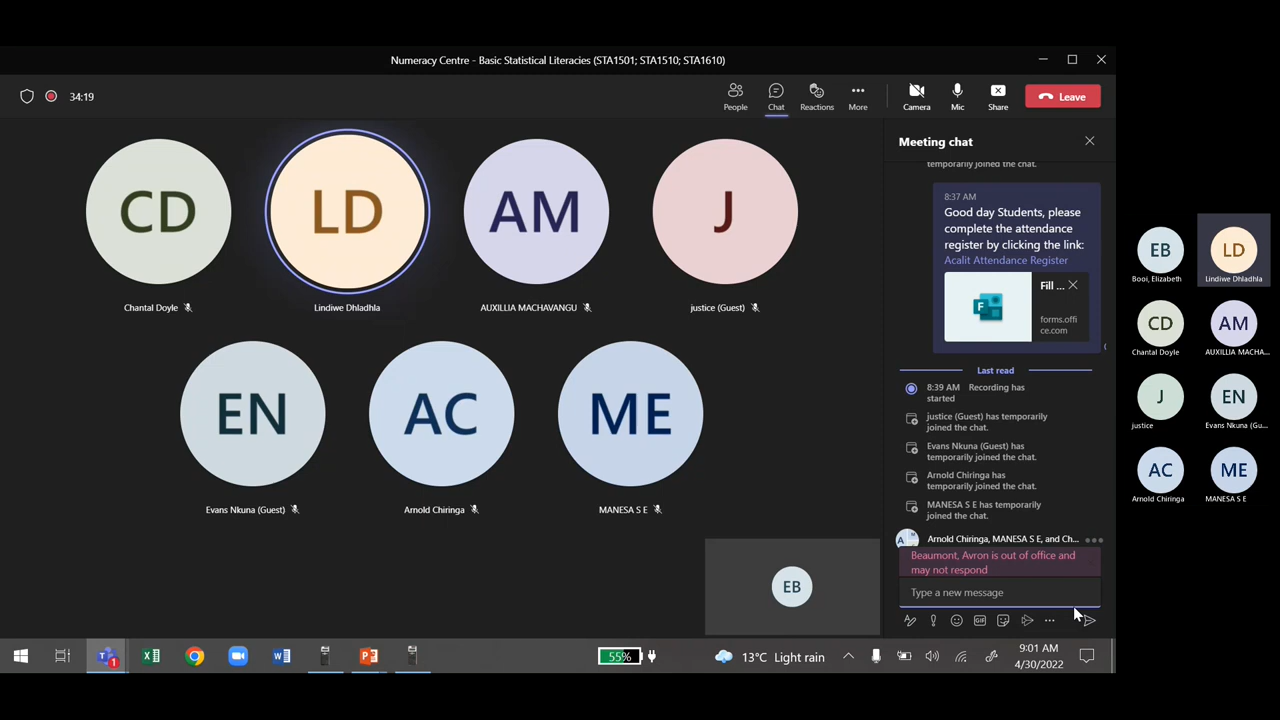 Numeracy Centre - Basic Statistical Literacies (STA1501; STA1510; STA1610)
34:19
People
Chat
Reactions
More
Camera
Mic
Share
Leave
CD
LD
AM
J
Chantal Doyle
Lindiwe Dhladhla
AUXILLIA MACHAVANGU
justice (Guest)
EN
AC
ME
Evans Nkuna (Guest)
Arnold Chiringa
MANESA S E
EB
Meeting chat
temporarily joined the chat.
8:37 AM
Good day Students, please
complete the attendance
register by clicking the link:
Acalit Attendance Register
F
Fill ...
forms.offi
ce.com
Last read
8:39 AM Recording has
started
justice (Guest) has temporarily
joined the chat.
Evans Nkuna (Guest) has
temporarily joined the chat.
Arnold Chiringa has
temporarily joined the chat.
MANESA S E has temporarily
joined the chat.
Arnold Chiringa, MANESA S E, and Ch...
Beaumont, Avron is out of office and
may not respond
Type a new message
GIF
EB
LD
Booi, Elizabeth
Lindiwe Dhladhla
CD
AM
Chantal Doyle
AUXILLIA MACHA...
J
EN
justice
Evans Nkuna (Gu...
AC
ME
Arnold Chiringa
MANESA S E
1
55%
13°C Light rain
9:01 AM
4/30/2022